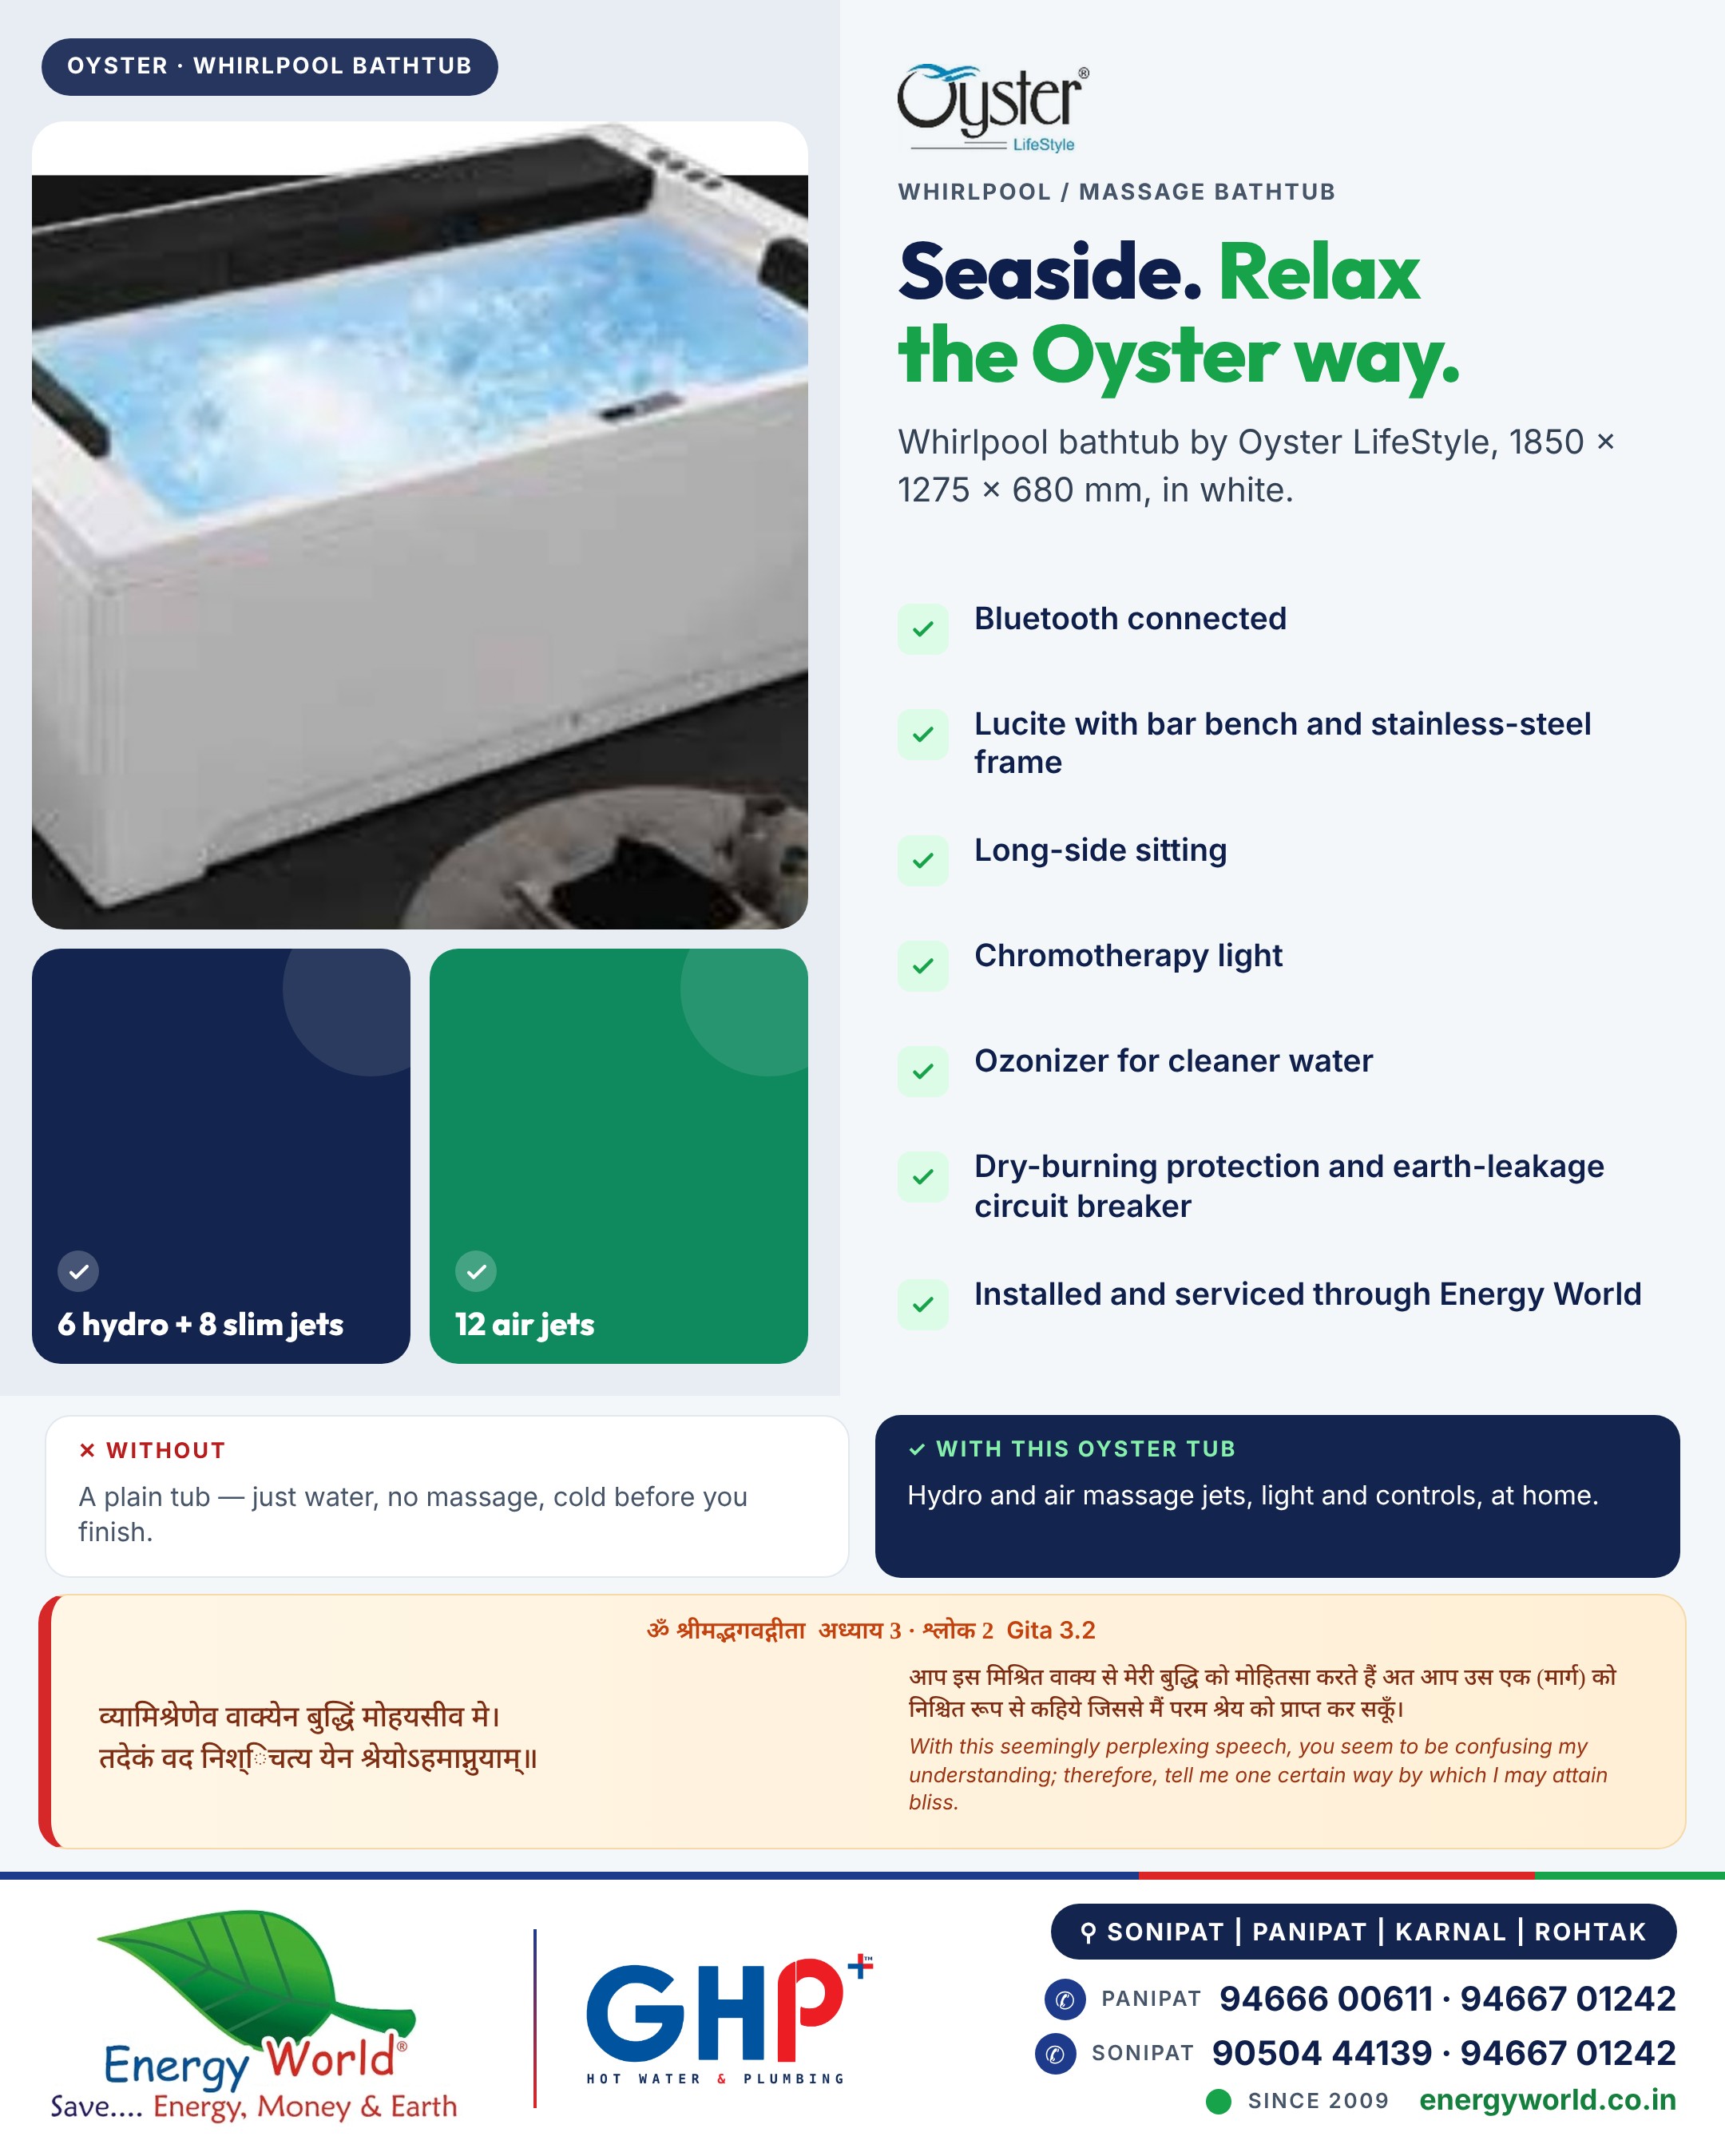 OYSTER · WHIRLPOOL BATHTUB
Oyster®
LifeStyle
WHIRLPOOL / MASSAGE BATHTUB
Seaside. Relax
the Oyster way.
Whirlpool bathtub by Oyster LifeStyle, 1850 ×
1275 × 680 mm, in white.
Bluetooth connected
Lucite with bar bench and stainless-steel
frame
Long-side sitting
Chromotherapy light
Ozonizer for cleaner water
Dry-burning protection and earth-leakage
circuit breaker
Installed and serviced through Energy World
6 hydro + 8 slim jets
12 air jets
✕ WITHOUT
A plain tub — just water, no massage, cold before you
finish.
✓ WITH THIS OYSTER TUB
Hydro and air massage jets, light and controls, at home.
ॐ श्रीमद्भगवद्गीता अध्याय 3 · श्लोक 2 Gita 3.2
व्यामिश्रेणेव वाक्येन बुद्धिं मोहयसीव मे।
तदेकं वद निश्िचत्य येन श्रेयोऽहमाप्नुयाम्॥
आप इस मिश्रित वाक्य से मेरी बुद्धि को मोहितसा करते हैं अत आप उस एक (मार्ग) को
निश्चित रूप से कहिये जिससे मैं परम श्रेय को प्राप्त कर सकूँ।
With this seemingly perplexing speech, you seem to be confusing my
understanding; therefore, tell me one certain way by which I may attain
bliss.
Energy World®
Save.... Energy, Money & Earth
GHP+™
HOT WATER & PLUMBING
SONIPAT | PANIPAT | KARNAL | ROHTAK
PANIPAT 94666 00611 · 94667 01242
SONIPAT 90504 44139 · 94667 01242
SINCE 2009 energyworld.co.in